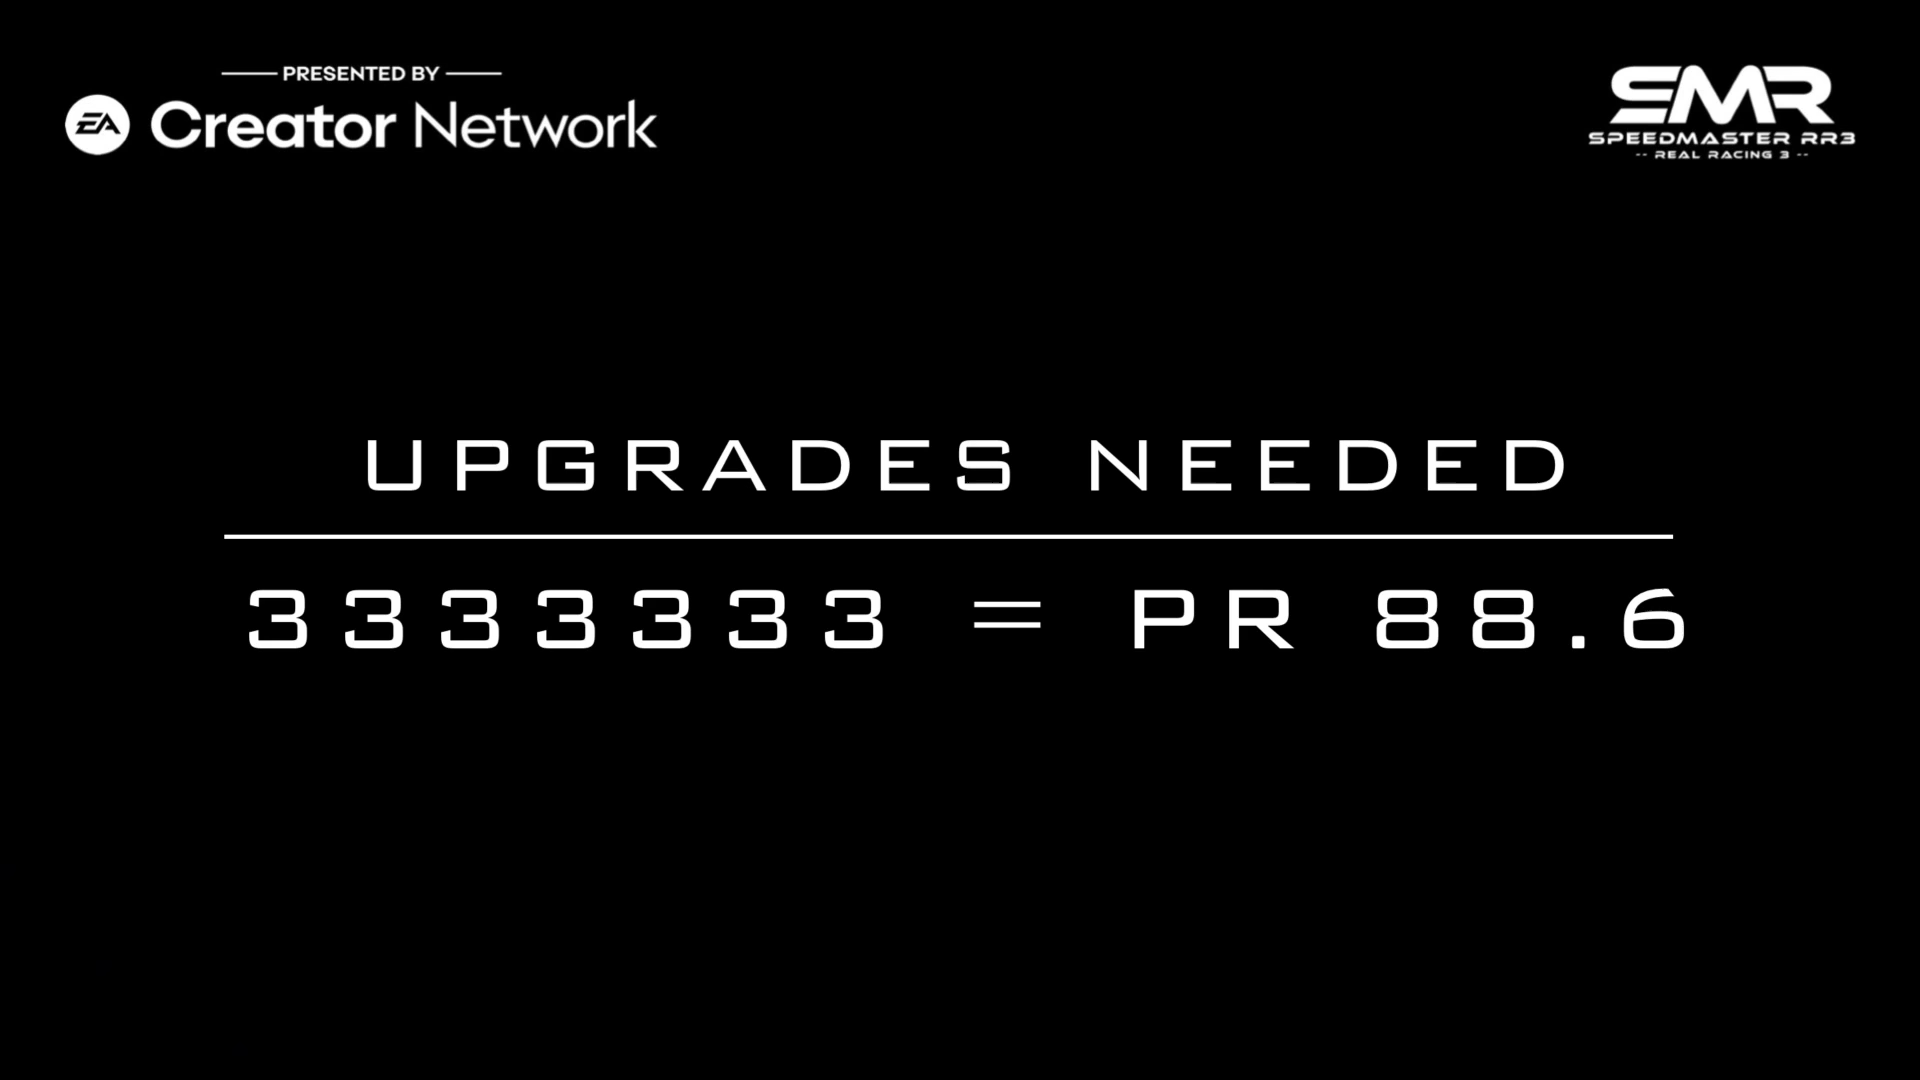 PRESENTED BY
EA Creator Network
SMR
SPEEDMASTER RR3
-- REAL RACING 3 --
UPGRADES NEEDED
3333333 = PR 88.6